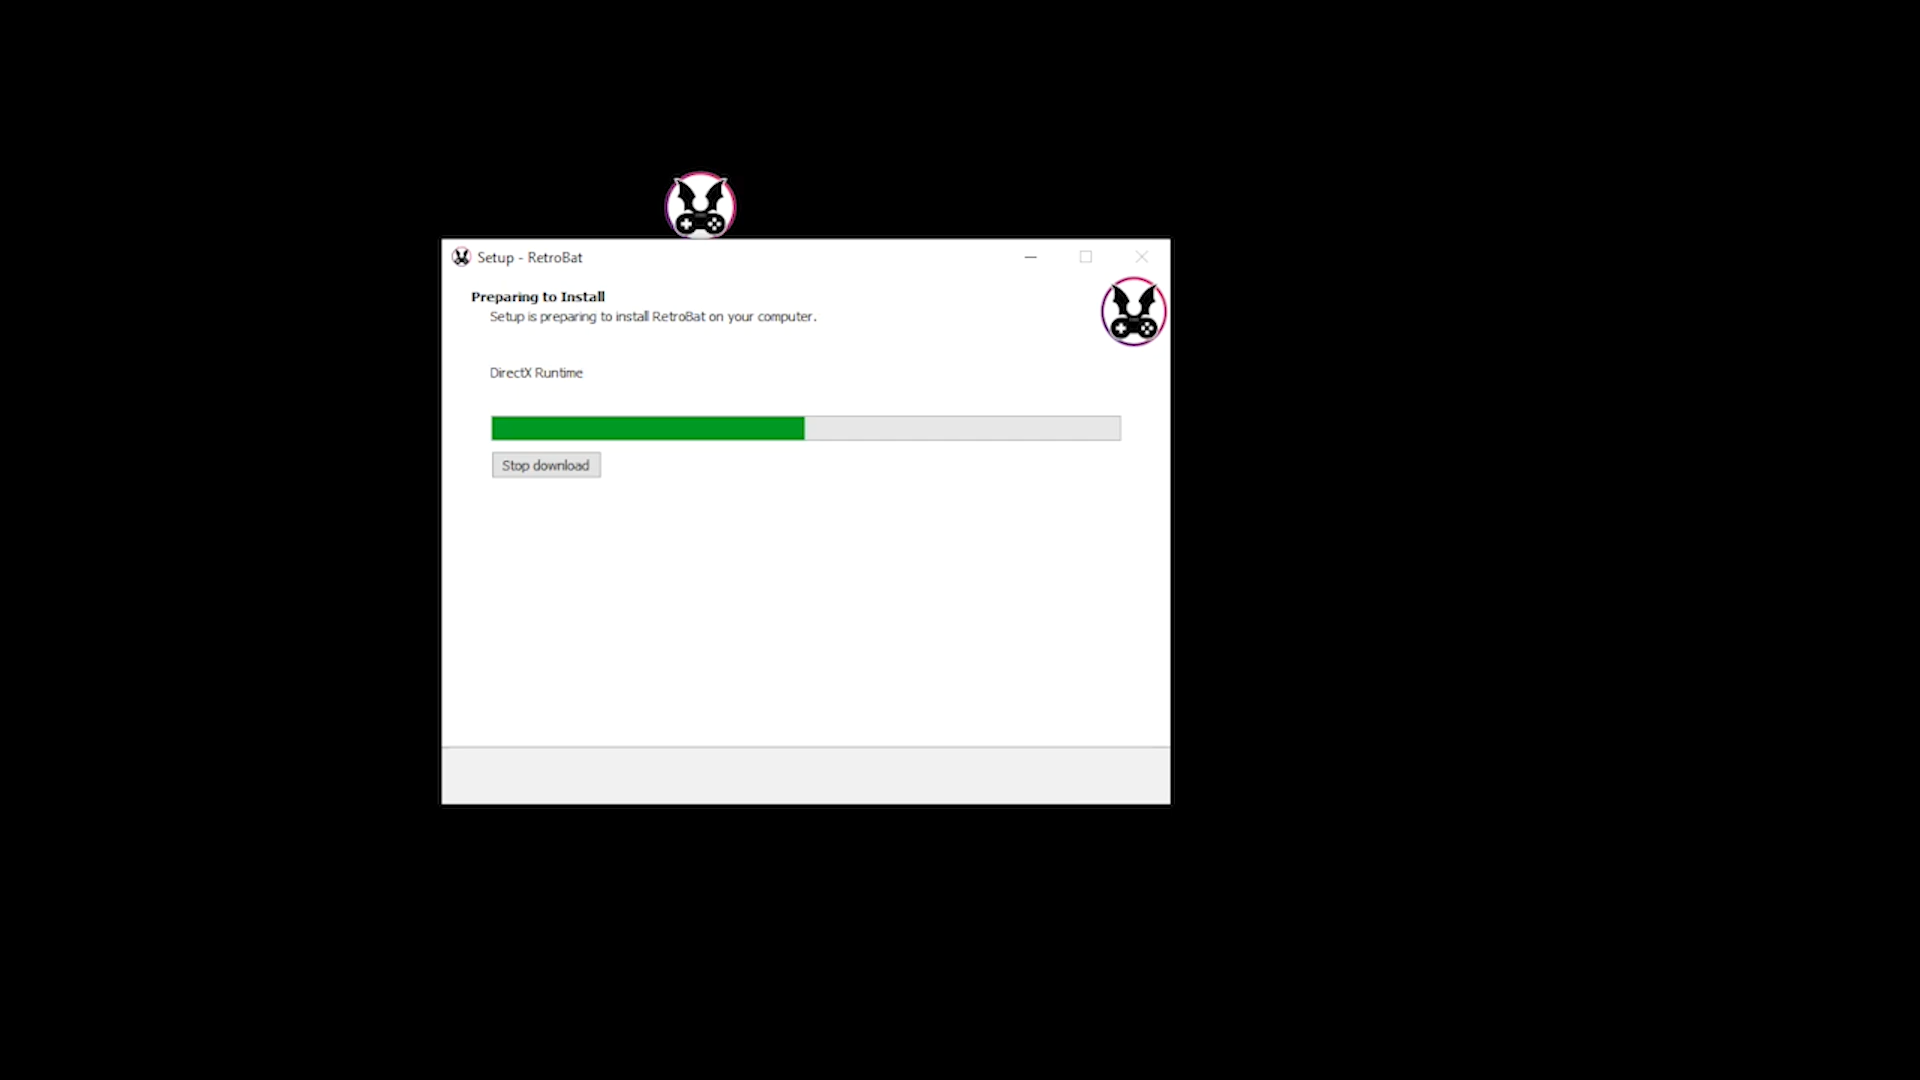 Setup - RetroBat
Preparing to Install
Setup is preparing to install RetroBat on your computer.
DirectX Runtime
Stop download